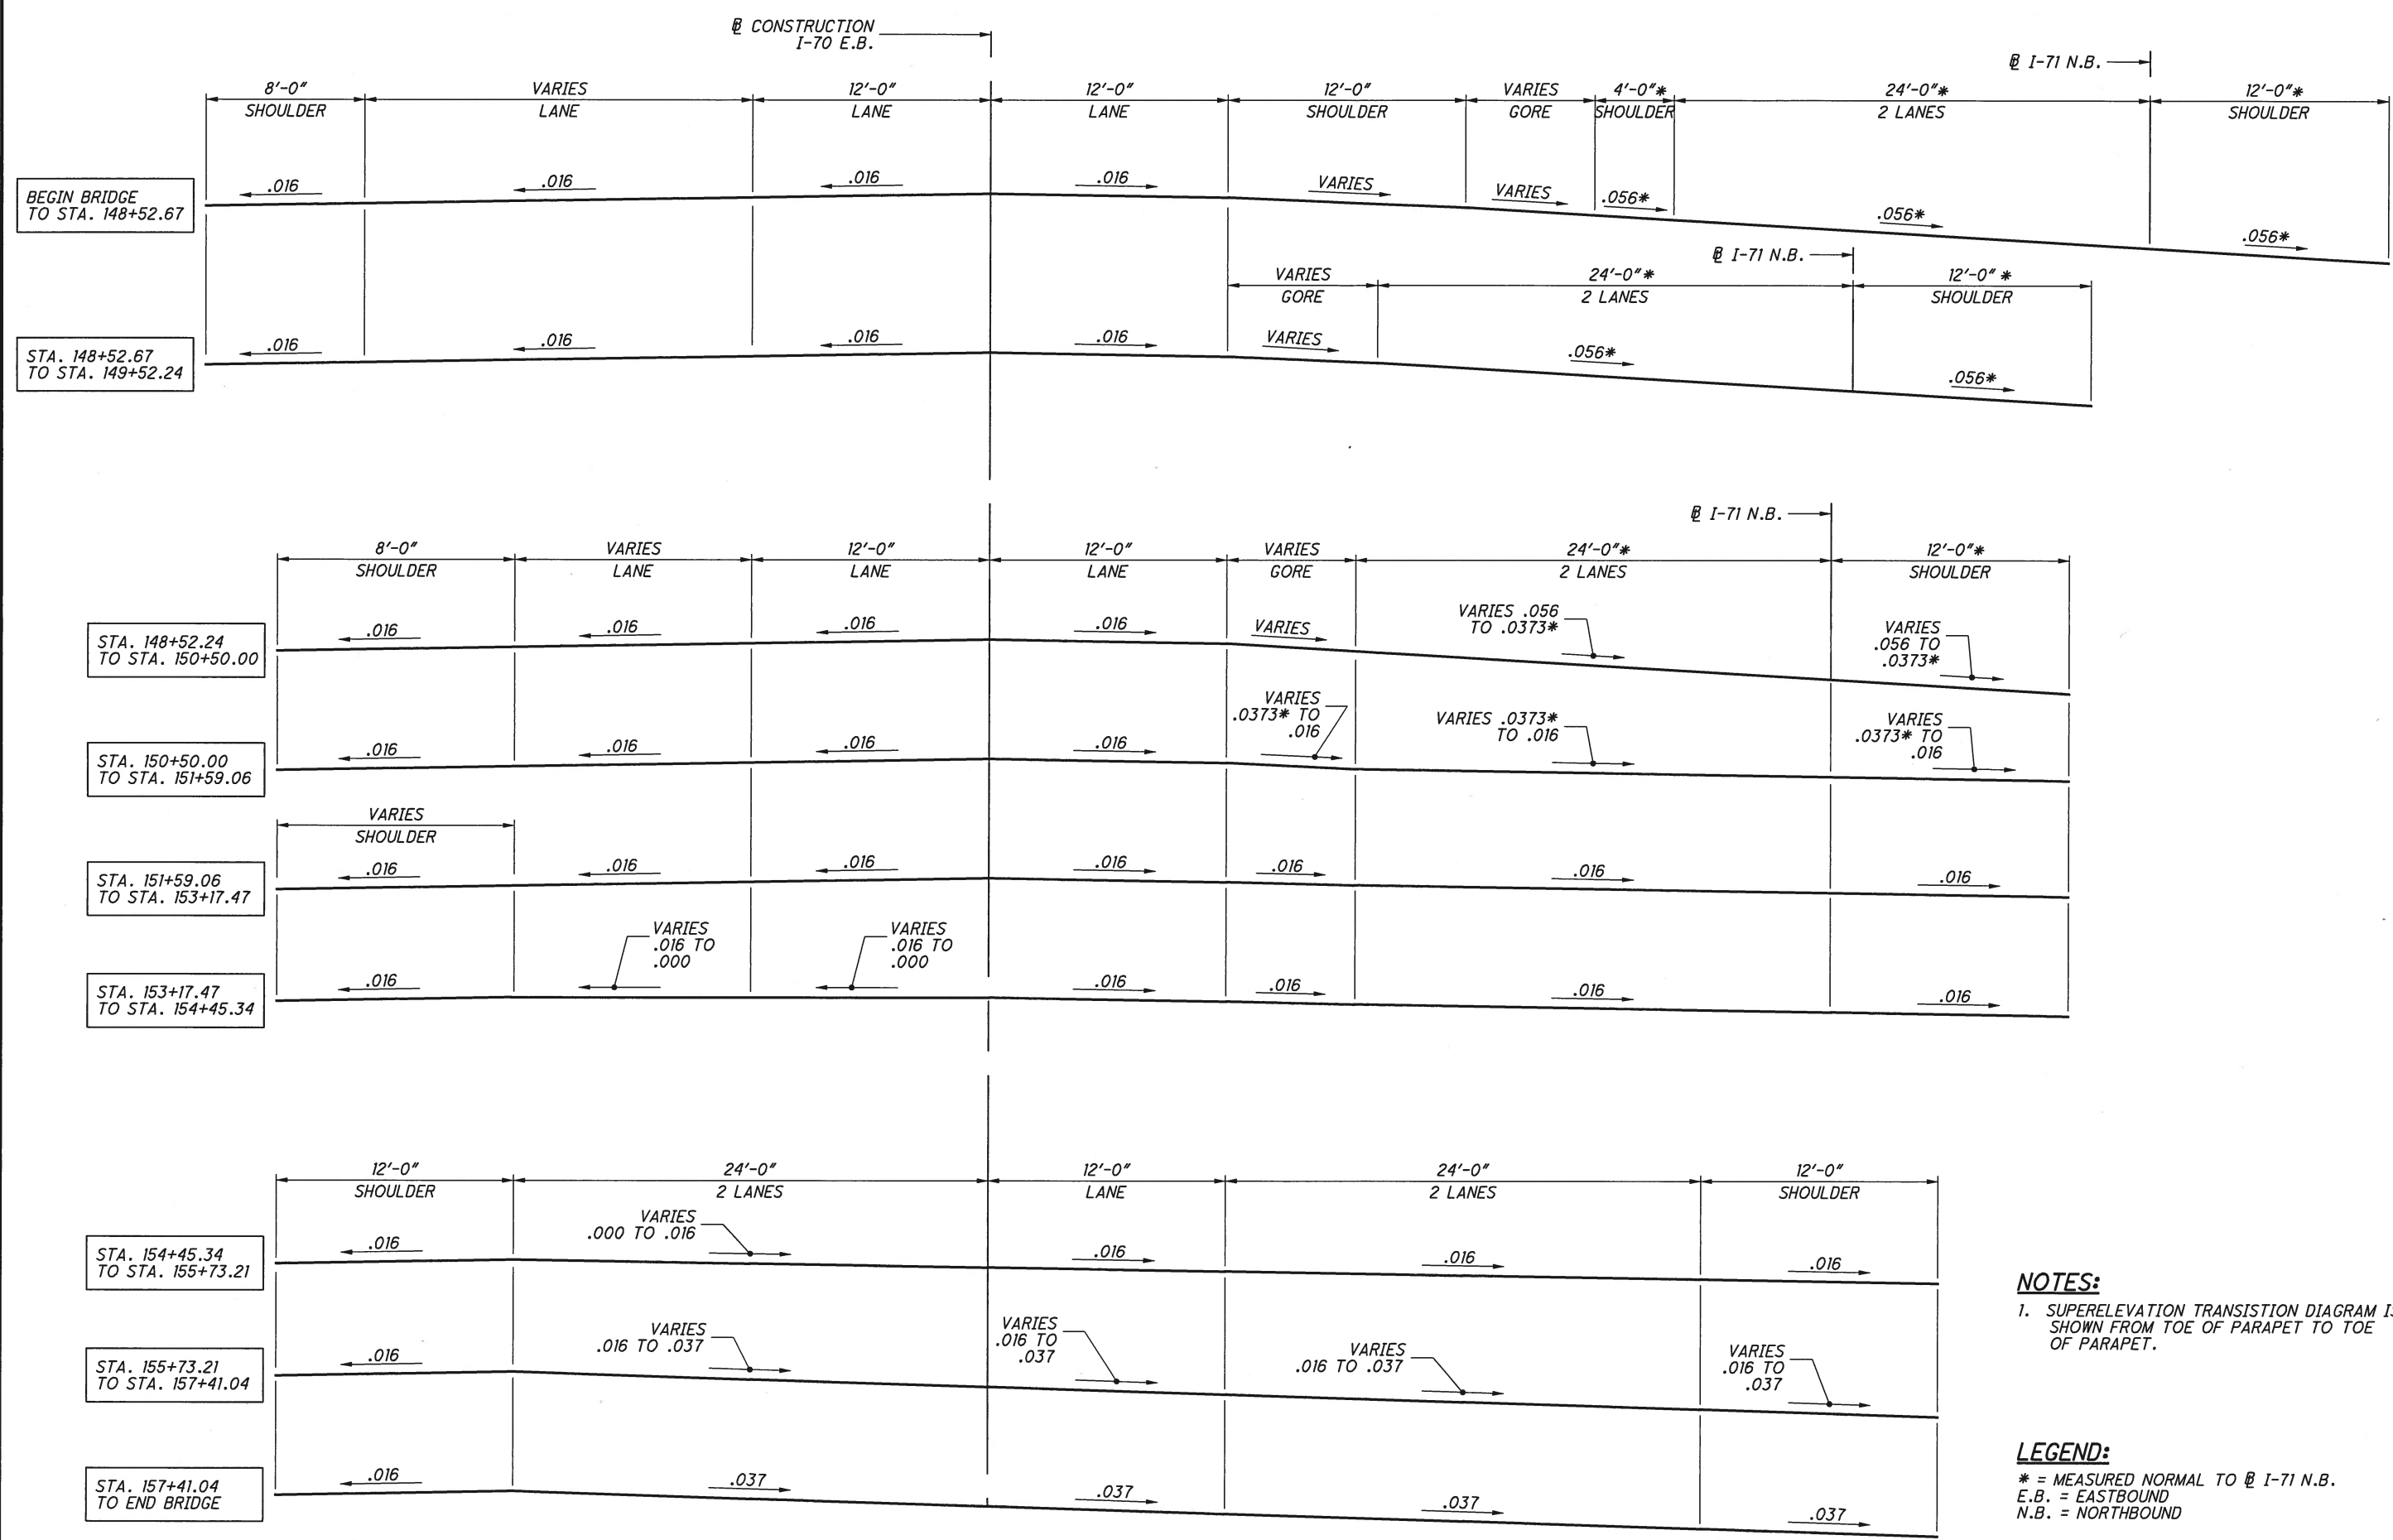 ℄ CONSTRUCTION
I-70 E.B.
℄ I-71 N.B.
8'-0" VARIES 12'-0" 12'-0" 12'-0" VARIES 4'-0"* 24'-0"* 12'-0"*
SHOULDER LANE LANE LANE SHOULDER GORE SHOULDER 2 LANES SHOULDER
BEGIN BRIDGE
TO STA. 148+52.67
.016 .016 .016 .016 VARIES VARIES .056* .056* .056*
℄ I-71 N.B.
VARIES 24'-0"* 12'-0" *
GORE 2 LANES SHOULDER
STA. 148+52.67
TO STA. 149+52.24
.016 .016 .016 .016 VARIES .056* .056*
℄ I-71 N.B.
8'-0" VARIES 12'-0" 12'-0" VARIES 24'-0"* 12'-0"*
SHOULDER LANE LANE LANE GORE 2 LANES SHOULDER
STA. 148+52.24
TO STA. 150+50.00
.016 .016 .016 .016 VARIES
VARIES .056
TO .0373*
VARIES
.056 TO
.0373*
STA. 150+50.00
TO STA. 151+59.06
.016 .016 .016 .016
VARIES
.0373* TO
.016
VARIES .0373*
TO .016
VARIES
.0373* TO
.016
VARIES
SHOULDER
STA. 151+59.06
TO STA. 153+17.47
.016 .016 .016 .016 .016 .016 .016
STA. 153+17.47
TO STA. 154+45.34
.016
VARIES
.016 TO
.000
VARIES
.016 TO
.000
.016 .016 .016 .016
12'-0" 24'-0" 12'-0" 24'-0" 12'-0"
SHOULDER 2 LANES LANE 2 LANES SHOULDER
STA. 154+45.34
TO STA. 155+73.21
.016
VARIES
.000 TO .016
.016 .016 .016
STA. 155+73.21
TO STA. 157+41.04
.016
VARIES
.016 TO .037
VARIES
.016 TO
.037
VARIES
.016 TO .037
VARIES
.016 TO
.037
STA. 157+41.04
TO END BRIDGE
.016 .037 .037 .037 .037
NOTES:
1. SUPERELEVATION TRANSISTION DIAGRAM IS
SHOWN FROM TOE OF PARAPET TO TOE
OF PARAPET.
LEGEND:
* = MEASURED NORMAL TO ℄ I-71 N.B.
E.B. = EASTBOUND
N.B. = NORTHBOUND